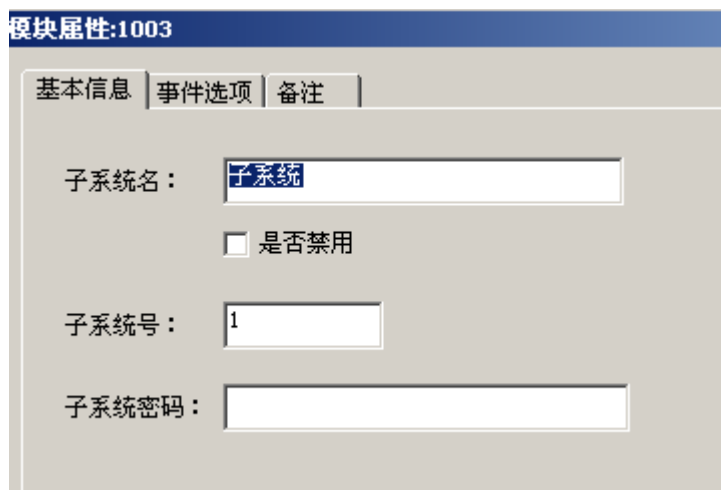 模块属性:1003
基本信息 事件选项 备注
子系统名： 子系统
是否禁用
子系统号： 1
子系统密码：